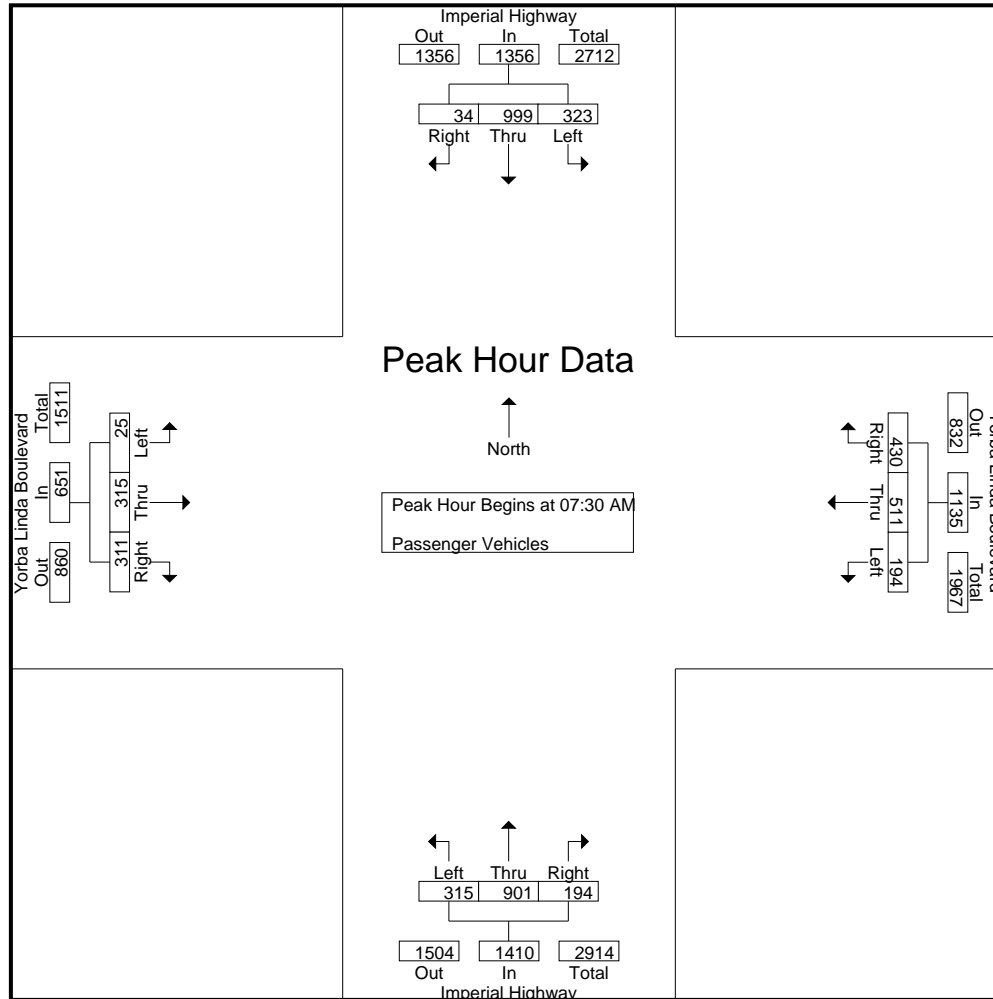 Imperial Highway
Out In Total
1356 1356 2712
34 999 323
Right Thru Left
Peak Hour Data
North
Peak Hour Begins at 07:30 AM
Passenger Vehicles
Yorba Linda Boulevard
Total In Out
1511 651 860
25 315 311
Left Thru Right
Right Thru Left
430 511 194
832 1135 1967
Out In Total
Yorba Linda Boulevard
Left Thru Right
315 901 194
1504 1410 2914
Out In Total
Imperial Highway